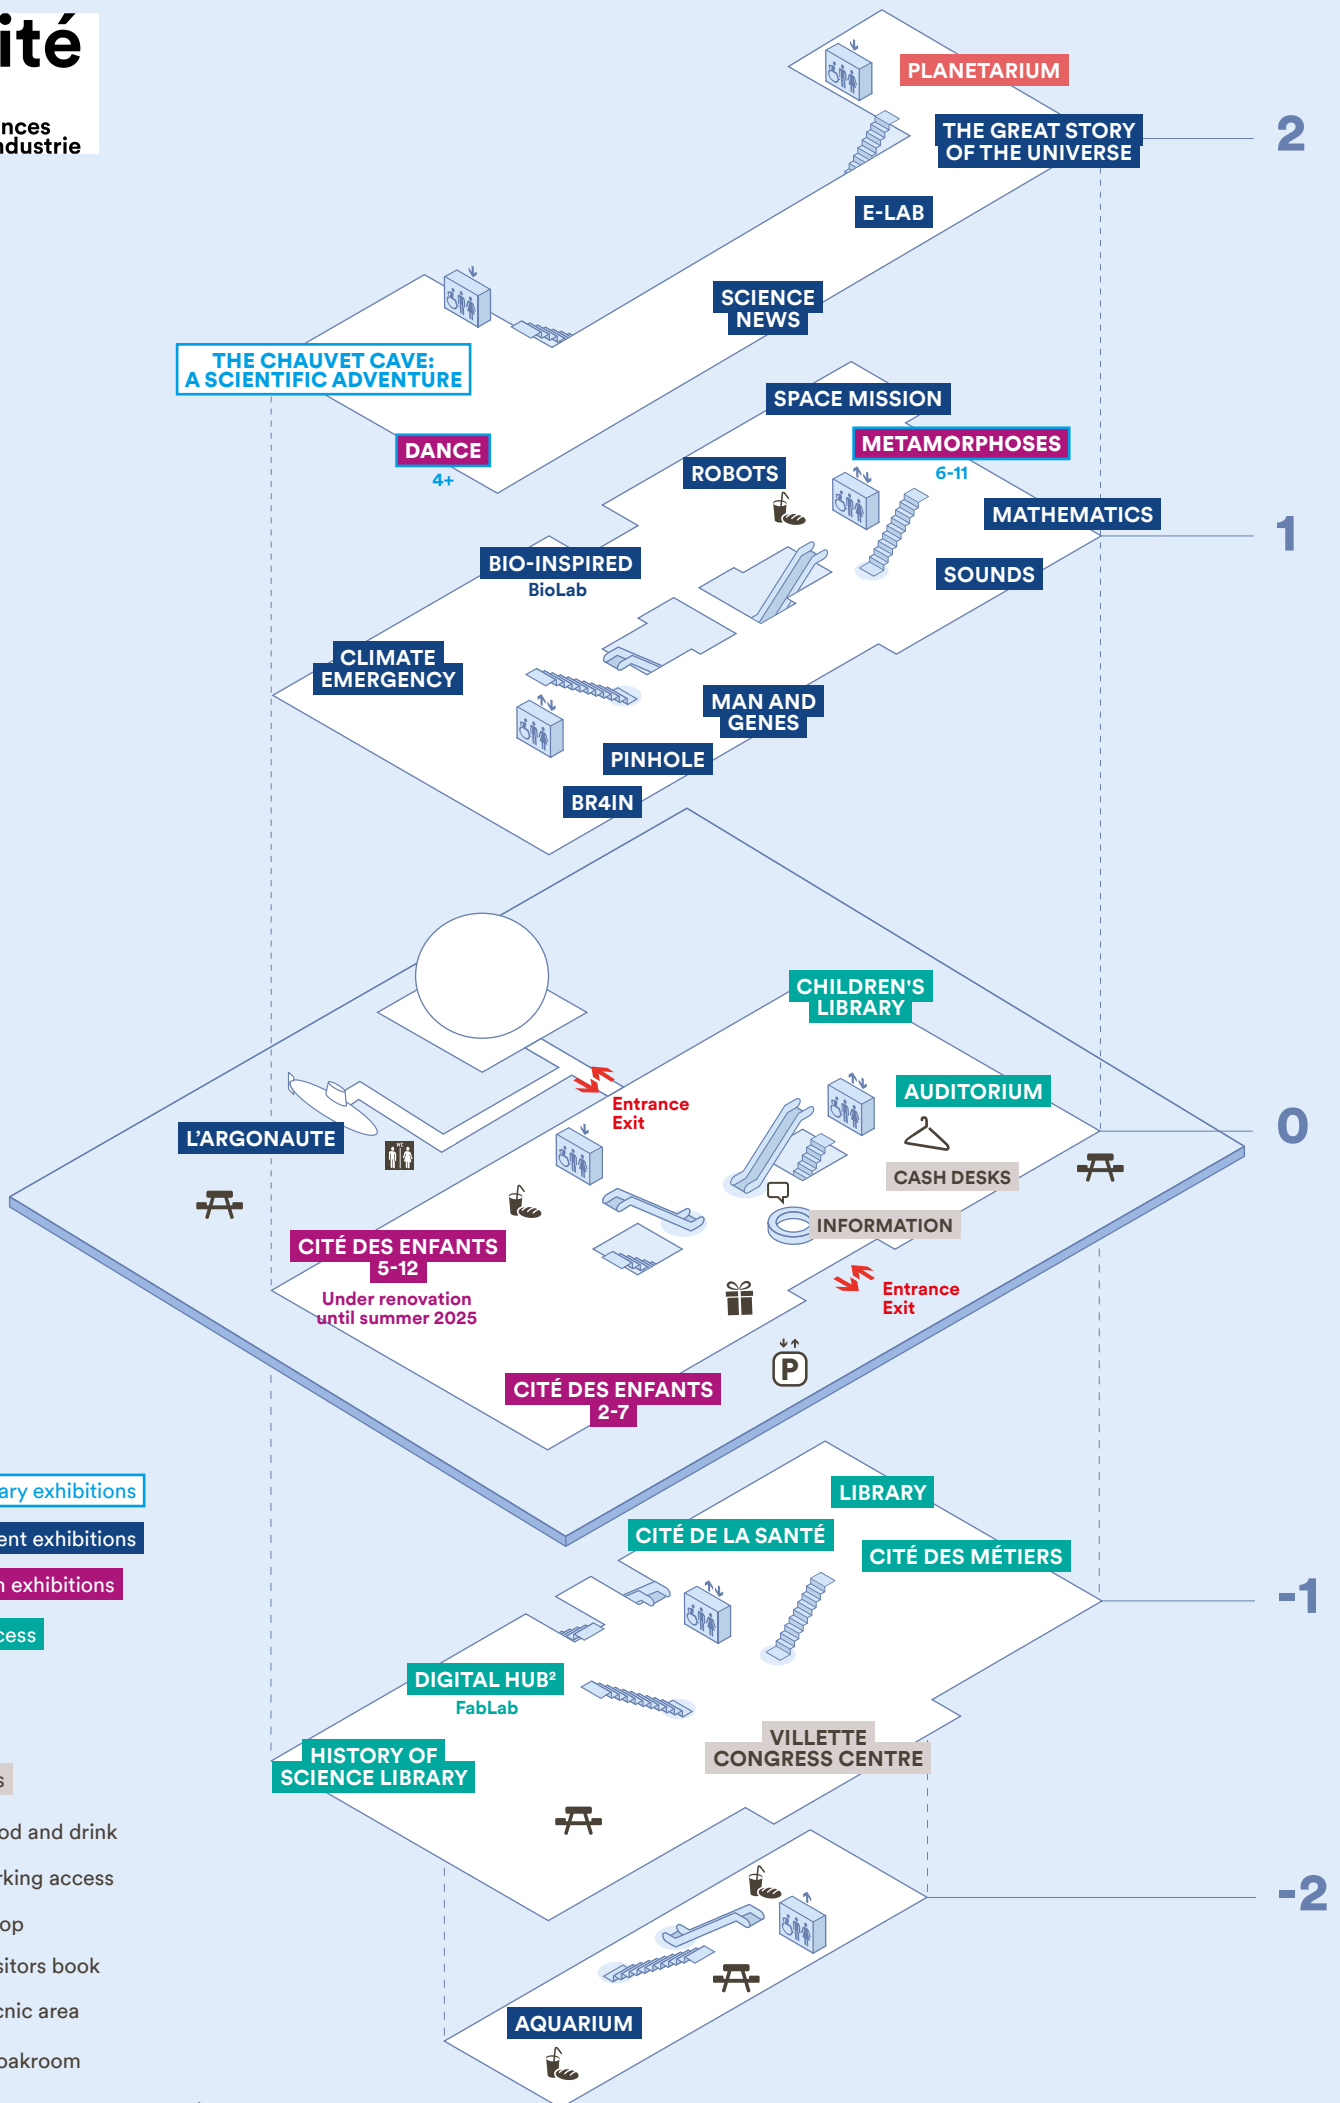 ité
nces
ndustrie
PLANETARIUM
2
THE GREAT STORY
OF THE UNIVERSE
E-LAB
SCIENCE
NEWS
THE CHAUVET CAVE:
A SCIENTIFIC ADVENTURE
DANCE
4+
SPACE MISSION
METAMORPHOSES
6-11
ROBOTS
MATHEMATICS
1
SOUNDS
BIO-INSPIRED
BioLab
CLIMATE
EMERGENCY
MAN AND
GENES
PINHOLE
BR4IN
CHILDREN'S
LIBRARY
AUDITORIUM
Entrance
Exit
0
L'ARGONAUTE
WC
CASH DESKS
INFORMATION
CITÉ DES ENFANTS
5-12
Under renovation
until summer 2025
Entrance
Exit
P
CITÉ DES ENFANTS
2-7
LIBRARY
CITÉ DE LA SANTÉ
CITÉ DES MÉTIERS
-1
DIGITAL HUB²
FabLab
VILLETTE
CONGRESS CENTRE
HISTORY OF
SCIENCE LIBRARY
-2
AQUARIUM
ary exhibitions
ent exhibitions
n exhibitions
cess
s
od and drink
rking access
op
sitors book
cnic area
oakroom